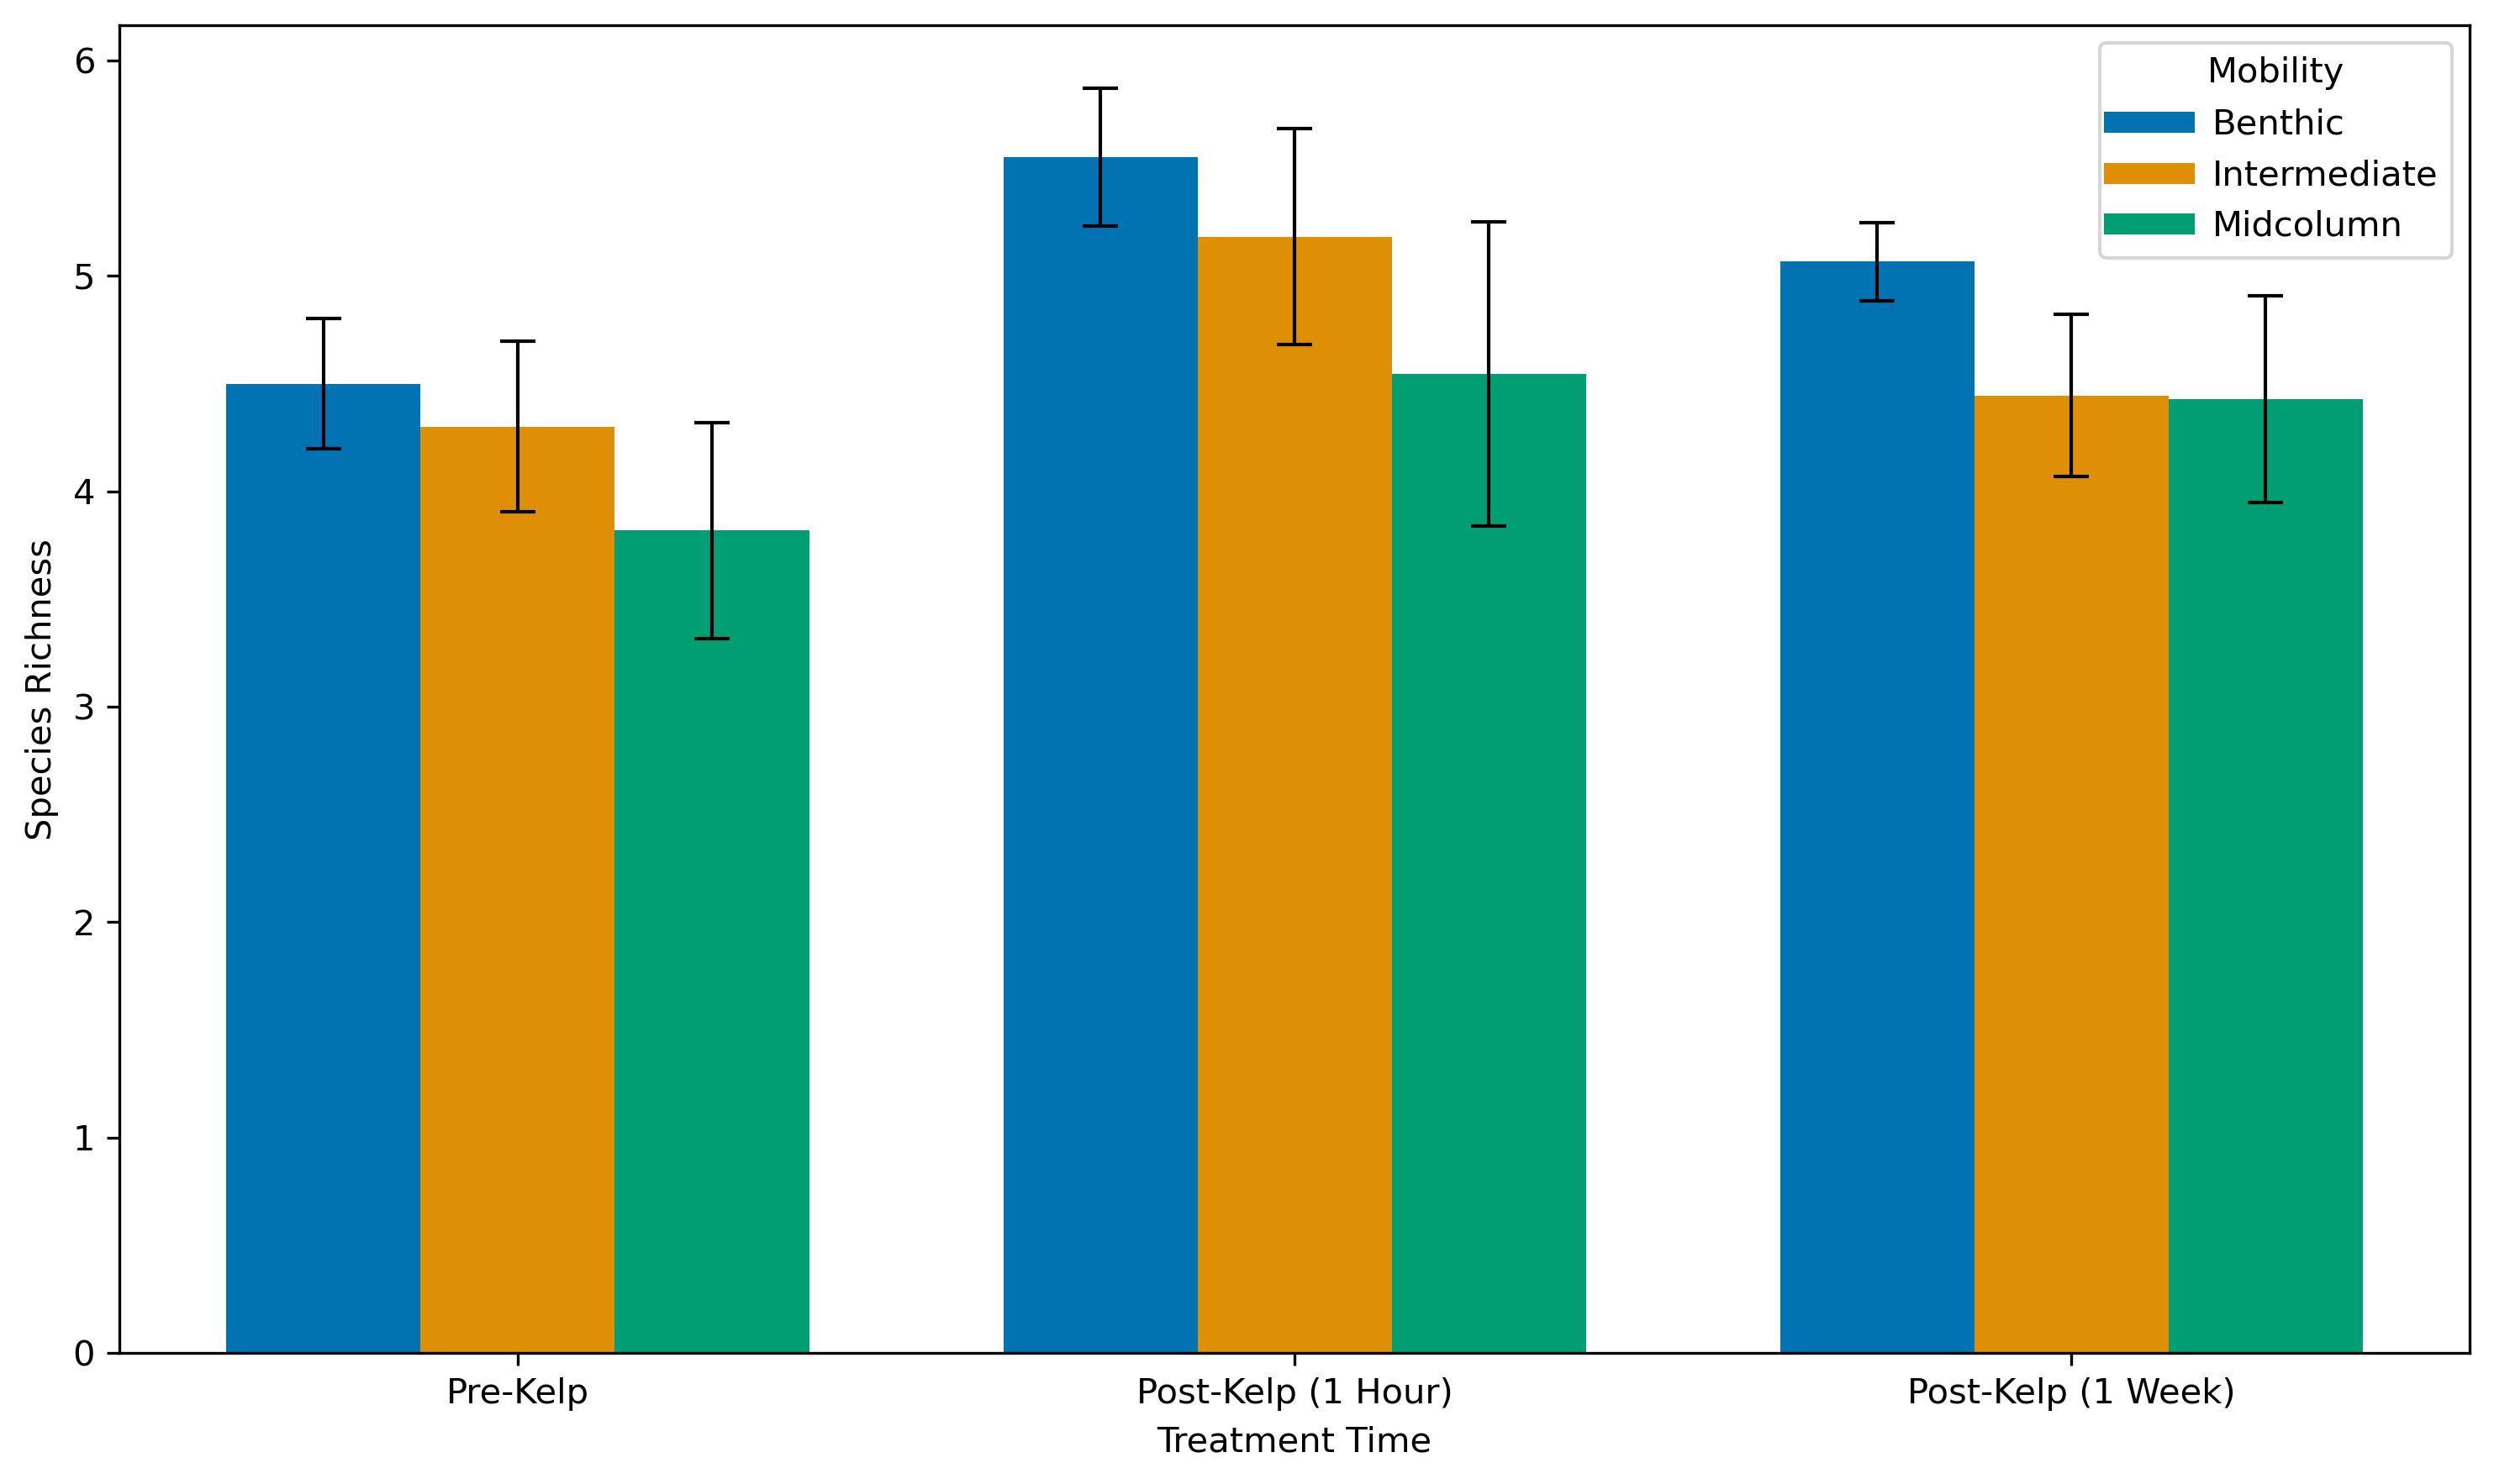 Mobility
Benthic
Intermediate
Midcolumn
6
5
4
3
2
1
0
Species Richness
Pre-Kelp
Post-Kelp (1 Hour)
Post-Kelp (1 Week)
Treatment Time